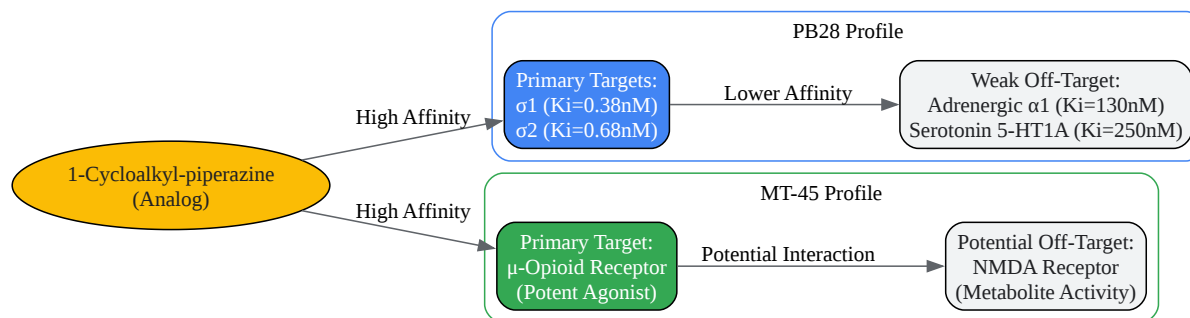 PB28 Profile
Primary Targets:
σ1 (Ki=0.38nM)
σ2 (Ki=0.68nM)
Lower Affinity
Weak Off-Target:
Adrenergic α1 (Ki=130nM)
Serotonin 5-HT1A (Ki=250nM)
High Affinity
1-Cycloalkyl-piperazine
(Analog)
High Affinity
MT-45 Profile
Primary Target:
μ-Opioid Receptor
(Potent Agonist)
Potential Interaction
Potential Off-Target:
NMDA Receptor
(Metabolite Activity)